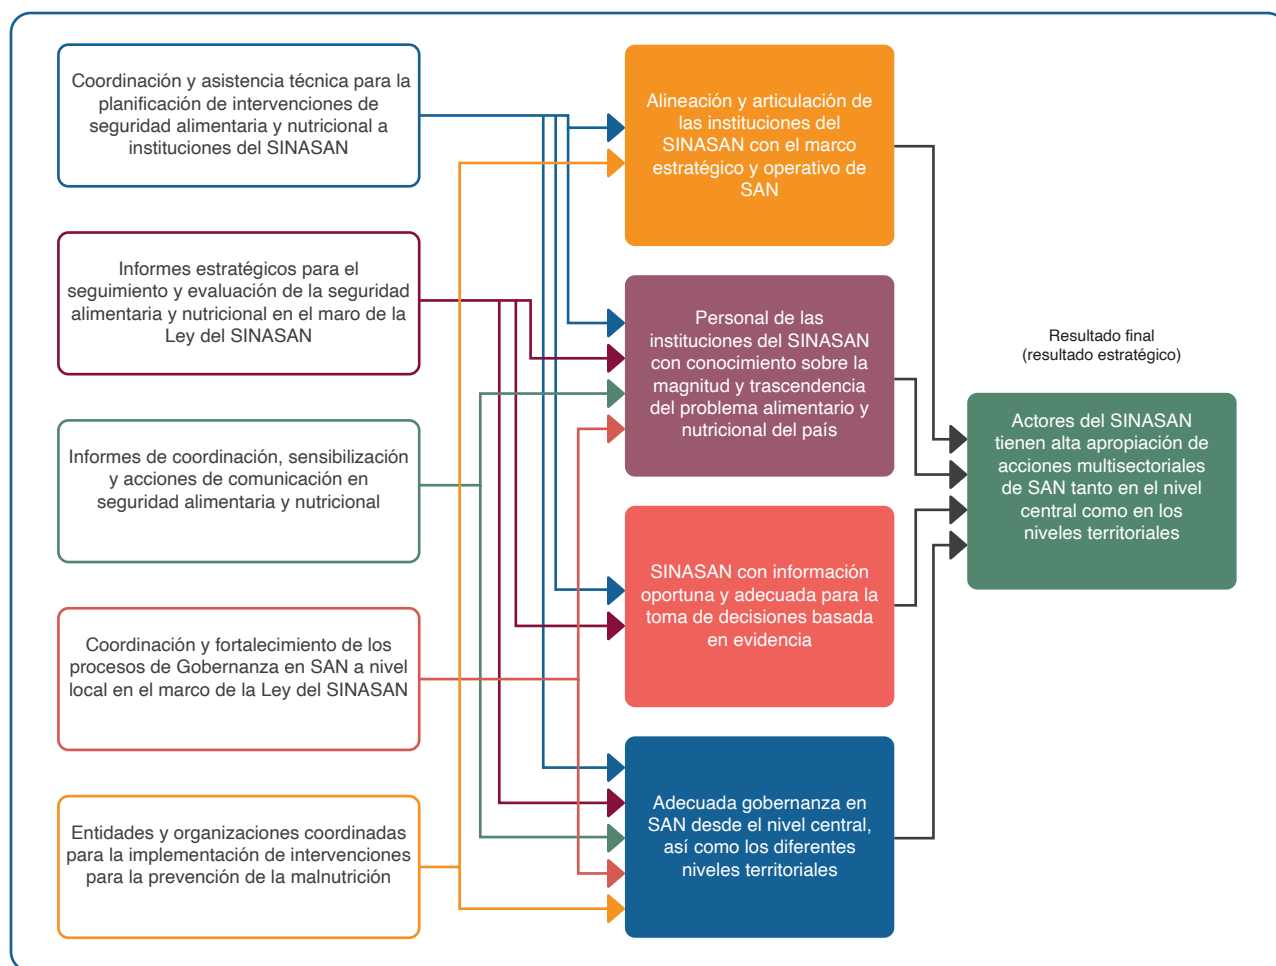 Coordinación y asistencia técnica para la
planificación de intervenciones de
seguridad alimentaria y nutricional a
instituciones del SINASAN
Informes estratégicos para el
seguimiento y evaluación de la seguridad
alimentaria y nutricional en el maro de la
Ley del SINASAN
Informes de coordinación, sensibilización
y acciones de comunicación en
seguridad alimentaria y nutricional
Coordinación y fortalecimiento de los
procesos de Gobernanza en SAN a nivel
local en el marco de la Ley del SINASAN
Entidades y organizaciones coordinadas
para la implementación de intervenciones
para la prevención de la malnutrición
Alineación y articulación de
las instituciones del
SINASAN con el marco
estratégico y operativo de
SAN
Personal de las
instituciones del SINASAN
con conocimiento sobre la
magnitud y trascendencia
del problema alimentario y
nutricional del país
SINASAN con información
oportuna y adecuada para la
toma de decisiones basada
en evidencia
Adecuada gobernanza en
SAN desde el nivel central,
así como los diferentes
niveles territoriales
Resultado final
(resultado estratégico)
Actores del SINASAN
tienen alta apropiación de
acciones multisectoriales
de SAN tanto en el nivel
central como en los
niveles territoriales